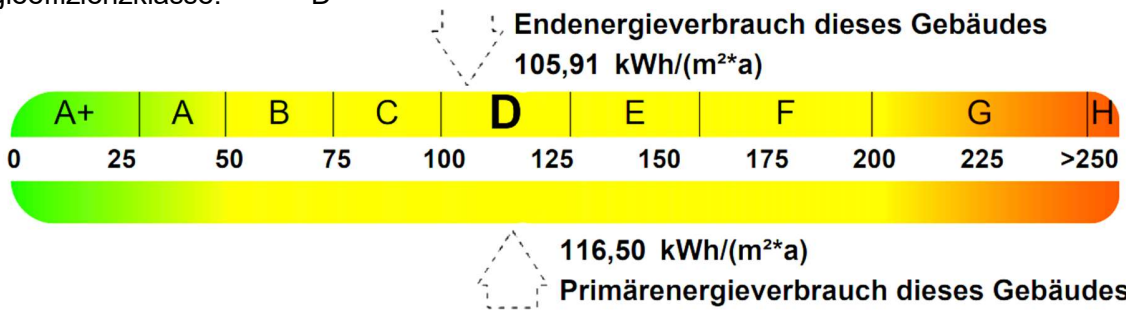 gieeffizienzklasse: D
Endenergieverbrauch dieses Gebäudes
105,91 kWh/(m²*a)
A+ A B C D E F G H
0 25 50 75 100 125 150 175 200 225 >250
116,50 kWh/(m²*a)
Primärenergieverbrauch dieses Gebäudes